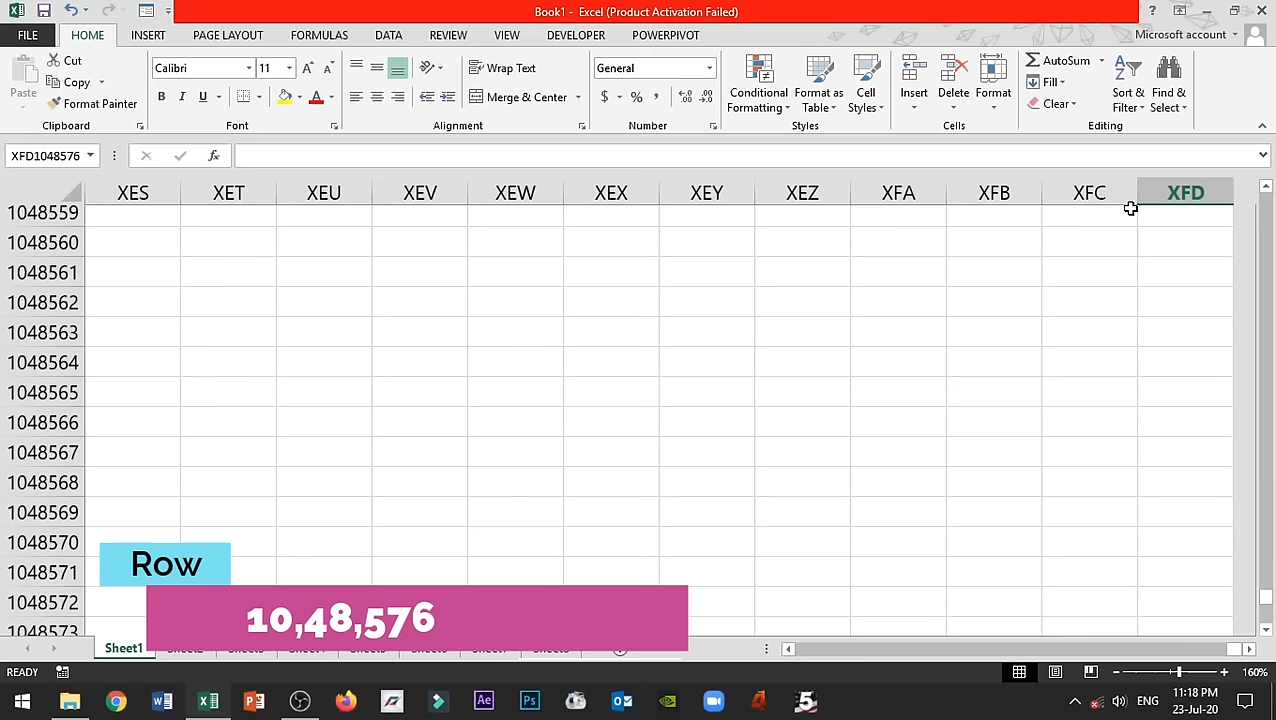 Book1 - Excel (Product Activation Failed)
FILE HOME INSERT PAGE LAYOUT FORMULAS DATA REVIEW VIEW DEVELOPER POWERPIVOT Microsoft account
Cut
Copy
Format Painter
Paste
Clipboard
Calibri 11
B I U
Font
Wrap Text
Merge & Center
Alignment
General
$ % ,
Number
Conditional Formatting
Format as Table
Cell Styles
Styles
Insert Delete Format
Cells
AutoSum
Fill
Clear
Sort & Filter
Find & Select
Editing
XFD1048576 fx
XES XET XEU XEV XEW XEX XEY XEZ XFA XFB XFC XFD
1048559
1048560
1048561
1048562
1048563
1048564
1048565
1048566
1048567
1048568
1048569
1048570
1048571
1048572
1048573
Row
10,48,576
Sheet1
READY 160%
11:18 PM
ENG
23-Jul-20